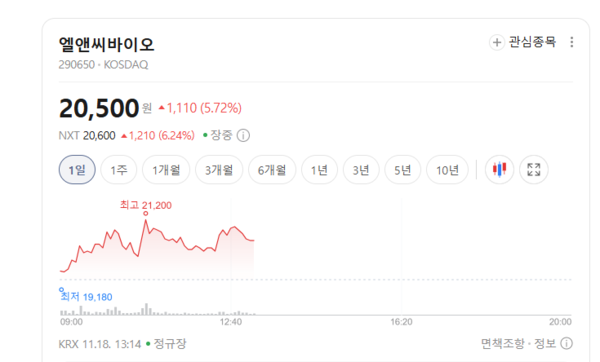 엘앤씨바이오
+ 관심종목
290650 · KOSDAQ
20,500원 ▲1,110 (5.72%)
NXT 20,600 ▲1,210 (6.24%) 장중
1일 1주 1개월 3개월 6개월 1년 3년 5년 10년
최고 21,200
최저 19,180
09:00 12:40 16:20 20:00
KRX 11.18. 13:14 정규장 면책조항 · 정보